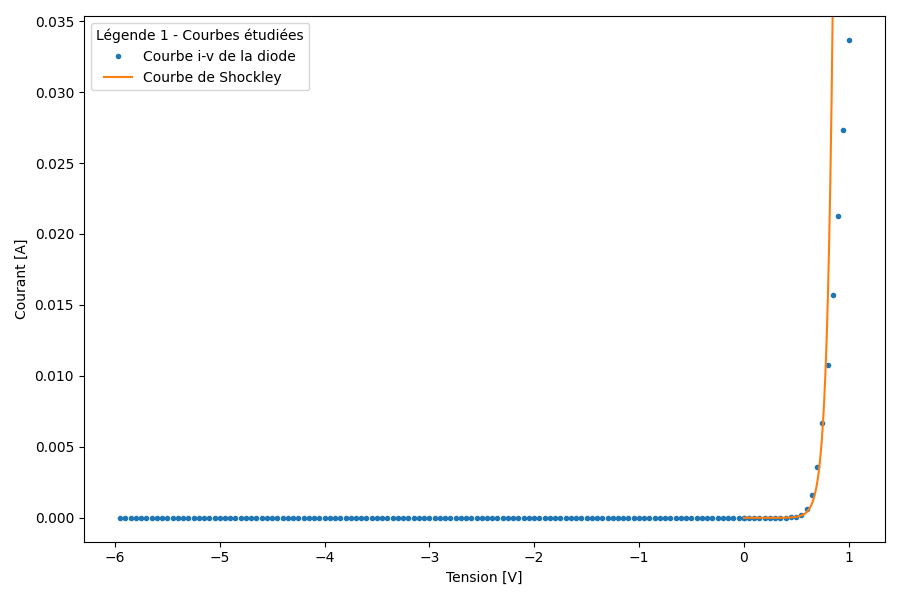 Légende 1 - Courbes étudiées
Courbe i-v de la diode
Courbe de Shockley
Courant [A]
0.035
0.030
0.025
0.020
0.015
0.010
0.005
0.000
−6 −5 −4 −3 −2 −1 0 1
Tension [V]